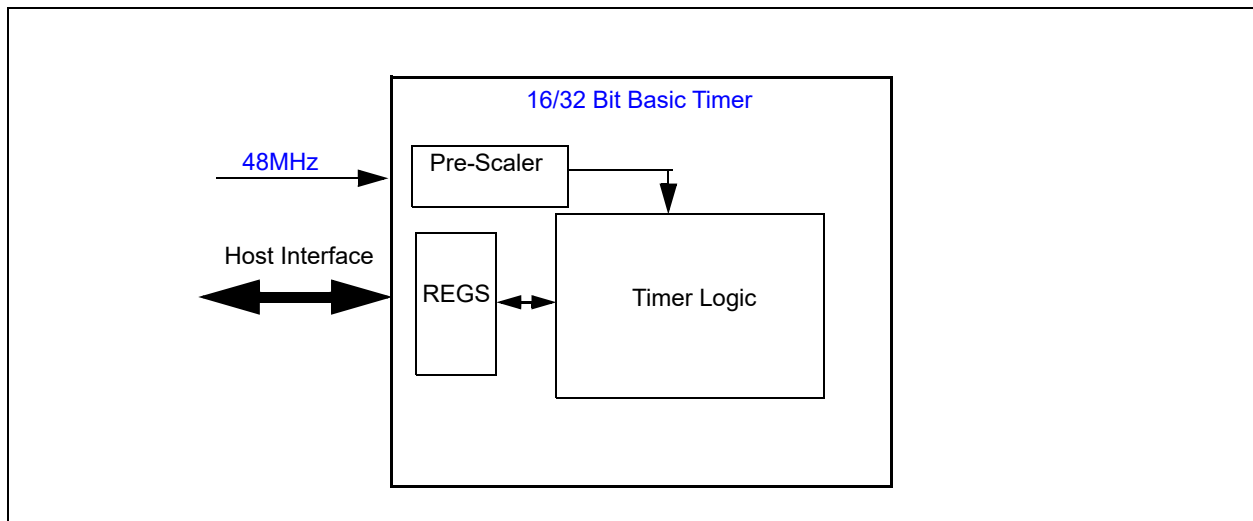 16/32 Bit Basic Timer
48MHz
Pre-Scaler
Host Interface
REGS
Timer Logic